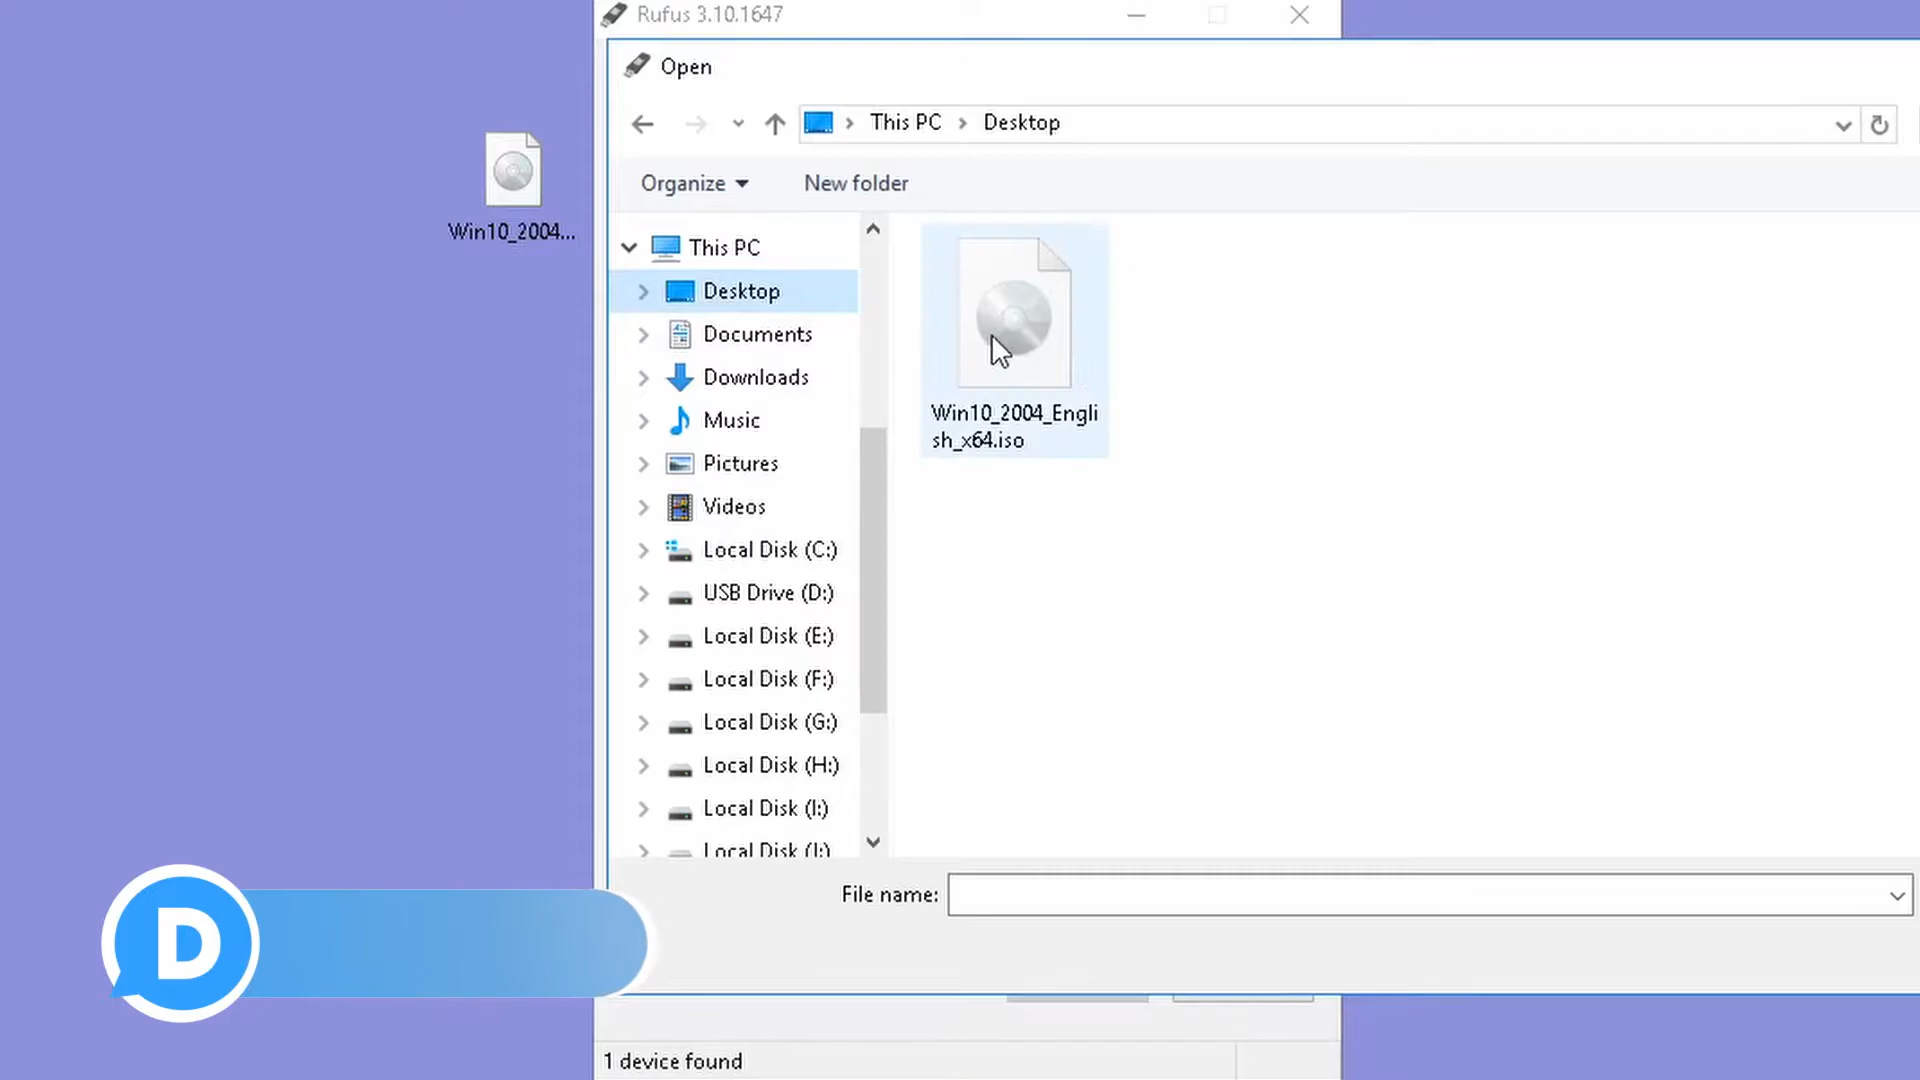 Rufus 3.10.1647
Open
This PC
Desktop
Organize
New folder
Win10_2004...
This PC
Desktop
Documents
Downloads
Music
Pictures
Videos
Local Disk (C:)
USB Drive (D:)
Local Disk (E:)
Local Disk (F:)
Local Disk (G:)
Local Disk (H:)
Local Disk (I:)
Local Disk (J:)
Win10_2004_Engli
sh_x64.iso
File name:
D
1 device found